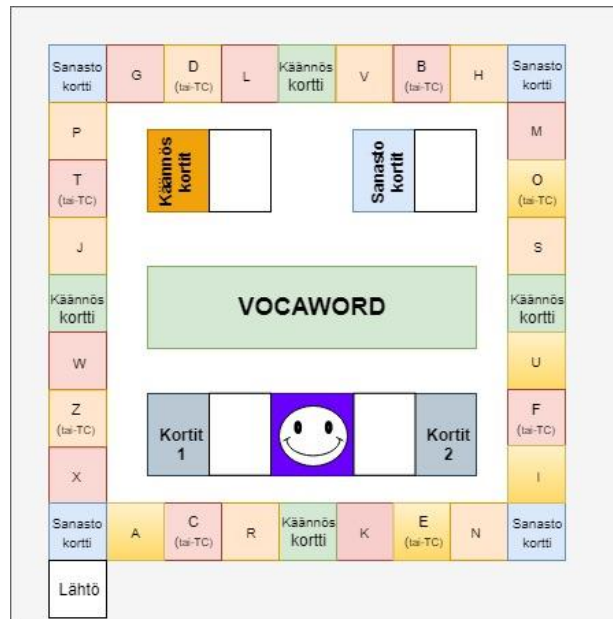 Sanasto
kortti
G
D
(tai-TC)
L
Käännös
kortti
V
B
(tai-TC)
H
Sanasto
kortti
P
T
(tai-TC)
J
Käännös
kortti
W
Z
(tai-TC)
X
M
O
(tai-TC)
S
Käännös
kortti
U
F
(tai-TC)
I
Käännös
kortit
Sanasto
kortit
VOCAWORD
Kortit
1
Kortit
2
Sanasto
kortti
A
C
(tai-TC)
R
Käännös
kortti
K
E
(tai-TC)
N
Sanasto
kortti
Lähtö